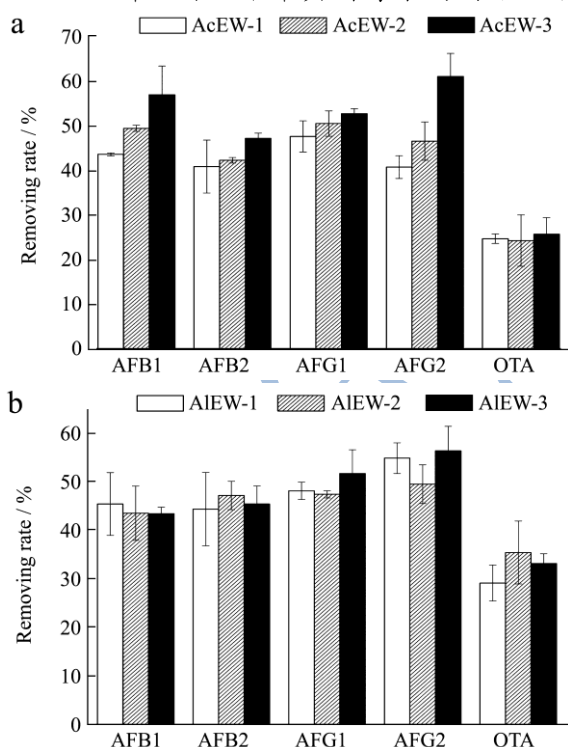 a
AcEW-1 AcEW-2 AcEW-3
70
60
50
40
30
20
10
0
Removing rate / %
AFB1 AFB2 AFG1 AFG2 OTA
b
AlEW-1 AlEW-2 AlEW-3
60
50
40
30
20
10
0
Removing rate / %
AFB1 AFB2 AFG1 AFG2 OTA